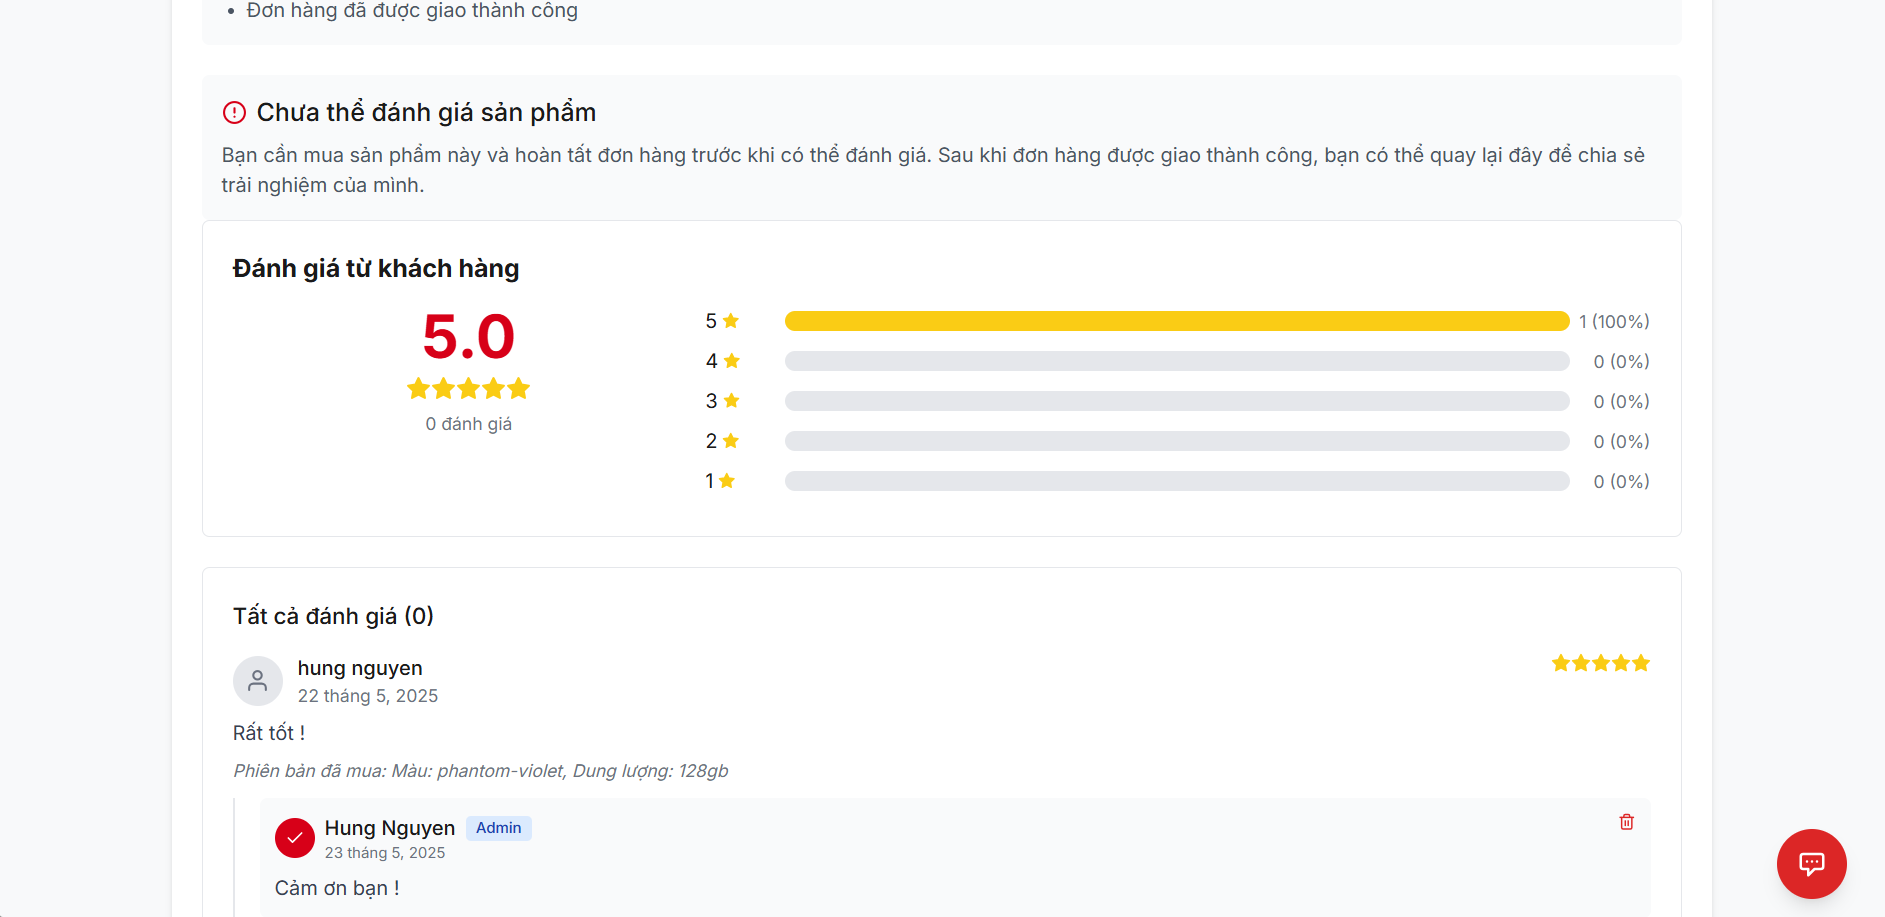 • Đơn hàng đã được giao thành công
Chưa thể đánh giá sản phẩm
Bạn cần mua sản phẩm này và hoàn tất đơn hàng trước khi có thể đánh giá. Sau khi đơn hàng được giao thành công, bạn có thể quay lại đây để chia sẻ
trải nghiệm của mình.
Đánh giá từ khách hàng
5.0
0 đánh giá
5 1 (100%)
4 0 (0%)
3 0 (0%)
2 0 (0%)
1 0 (0%)
Tất cả đánh giá (0)
hung nguyen
22 tháng 5, 2025
Rất tốt !
Phiên bản đã mua: Màu: phantom-violet, Dung lượng: 128gb
Hung Nguyen Admin
23 tháng 5, 2025
Cảm ơn bạn !